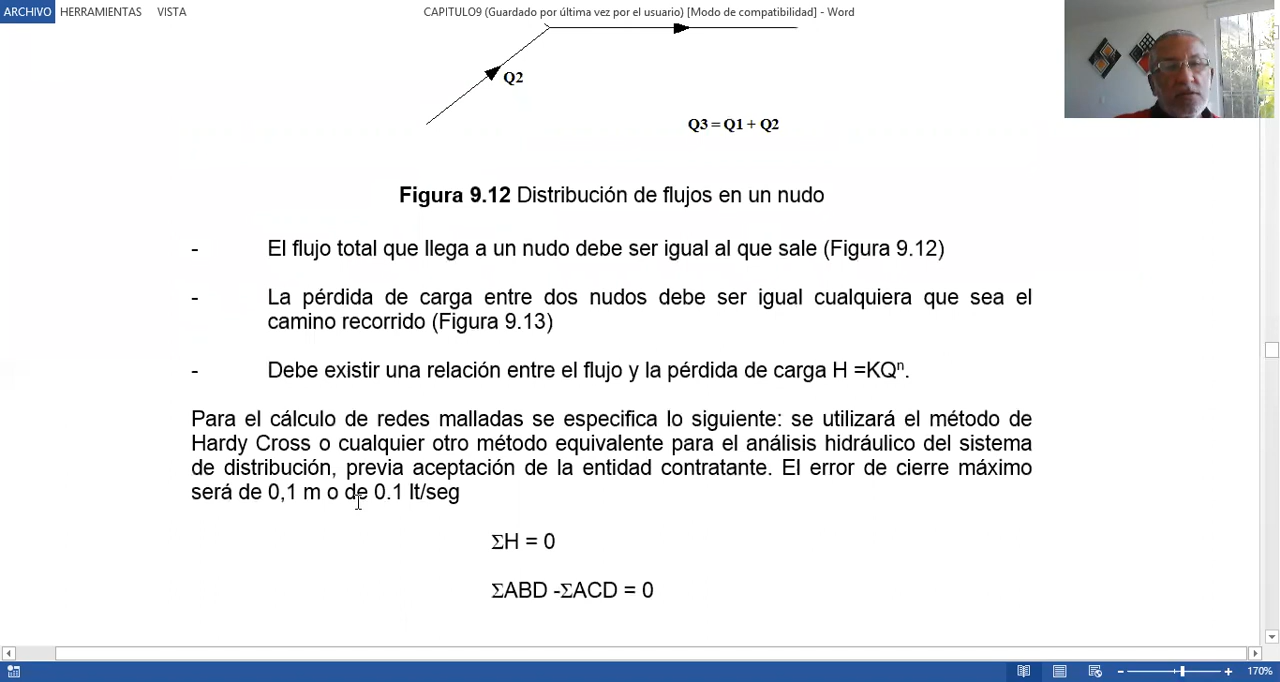 ARCHIVO HERRAMIENTAS VISTA CAPITULO9 (Guardado por última vez por el usuario) [Modo de compatibilidad] - Word
Q2
Q3 = Q1 + Q2
Figura 9.12 Distribución de flujos en un nudo
- El flujo total que llega a un nudo debe ser igual al que sale (Figura 9.12)
- La pérdida de carga entre dos nudos debe ser igual cualquiera que sea el
camino recorrido (Figura 9.13)
- Debe existir una relación entre el flujo y la pérdida de carga H =KQⁿ.
Para el cálculo de redes malladas se especifica lo siguiente: se utilizará el método de
Hardy Cross o cualquier otro método equivalente para el análisis hidráulico del sistema
de distribución, previa aceptación de la entidad contratante. El error de cierre máximo
será de 0,1 m o de 0.1 lt/seg
ΣH = 0
ΣABD -ΣACD = 0
170%